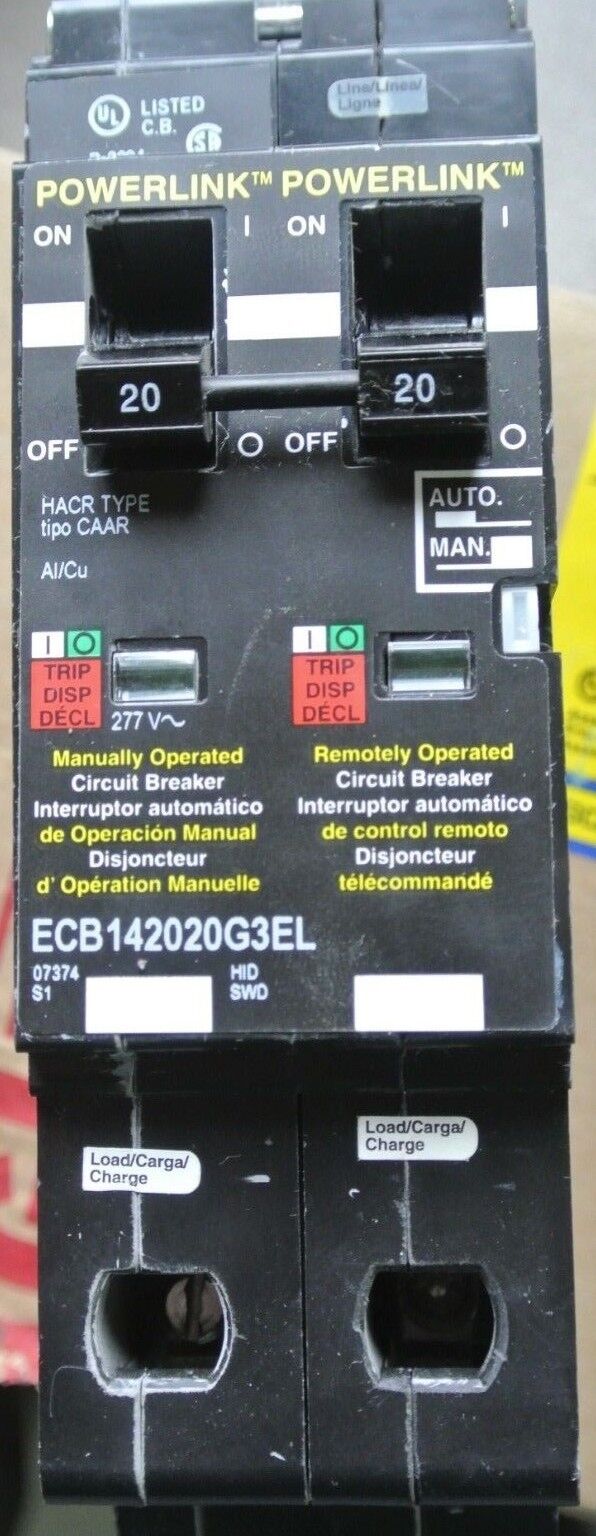 UL LISTED
C.B.
SA
Line/Linea/
Ligne
POWERLINK™ POWERLINK™
ON I ON I
20 20
OFF O OFF O
HACR TYPE
tipo CAAR
Al/Cu
AUTO.
MAN.
I O
TRIP
DISP
DÉCL
277 V~
I O
TRIP
DISP
DÉCL
Manually Operated
Circuit Breaker
Interruptor automático
de Operación Manual
Disjoncteur
d' Opération Manuelle
Remotely Operated
Circuit Breaker
Interruptor automático
de control remoto
Disjoncteur
télécommandé
ECB142020G3EL
07374 HID
S1 SWD
Load/Carga/
Charge
Load/Carga/
Charge